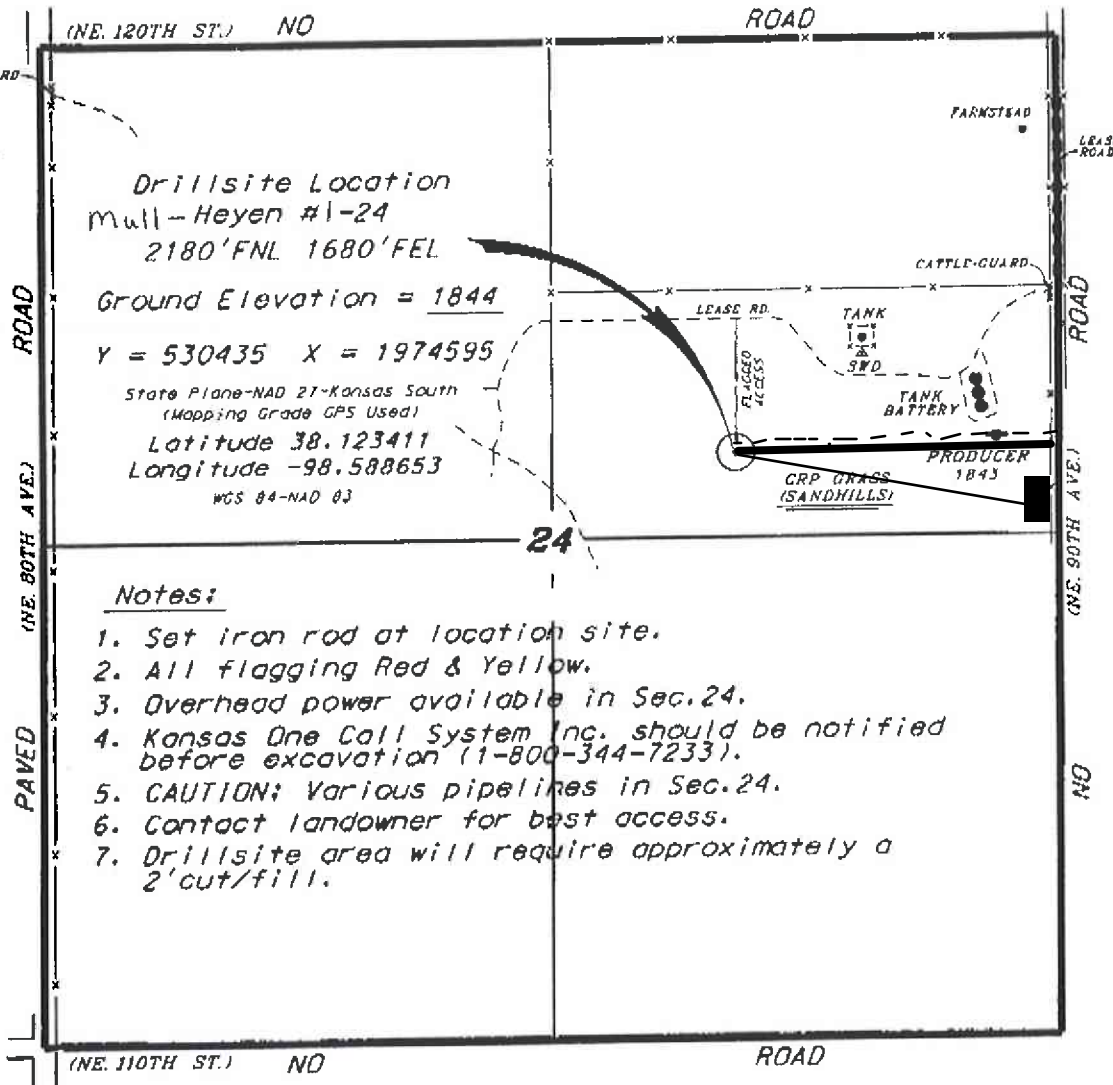 (NE. 120TH ST.) NO ROAD
RD
FARMSTEAD
LEASE ROAD
Drillsite Location
Mull-Heyen #1-24
2180'FNL 1680'FEL
Ground Elevation = 1844
Y = 530435 X = 1974595
State Plane-NAD 27-Kansas South
(Mapping Grade GPS Used)
Latitude 38.123411
Longitude -98.588653
WGS 84-NAD 83
CATTLE-GUARD
LEASE RD.
TANK
SWD
FLAGGED
ACCESS
TANK
BATTERY
PRODUCER
1843
CRP GRASS
(SANDHILLS)
24
PAVED (NE. 80TH AVE.) ROAD
NO (NE. 90TH AVE.) ROAD
Notes:
1. Set iron rod at location site.
2. All flagging Red & Yellow.
3. Overhead power available in Sec.24.
4. Kansas One Call System Inc. should be notified
before excavation (1-800-344-7233).
5. CAUTION: Various pipelines in Sec.24.
6. Contact landowner for best access.
7. Drillsite area will require approximately a
2'cut/fill.
(NE. 110TH ST.) NO ROAD